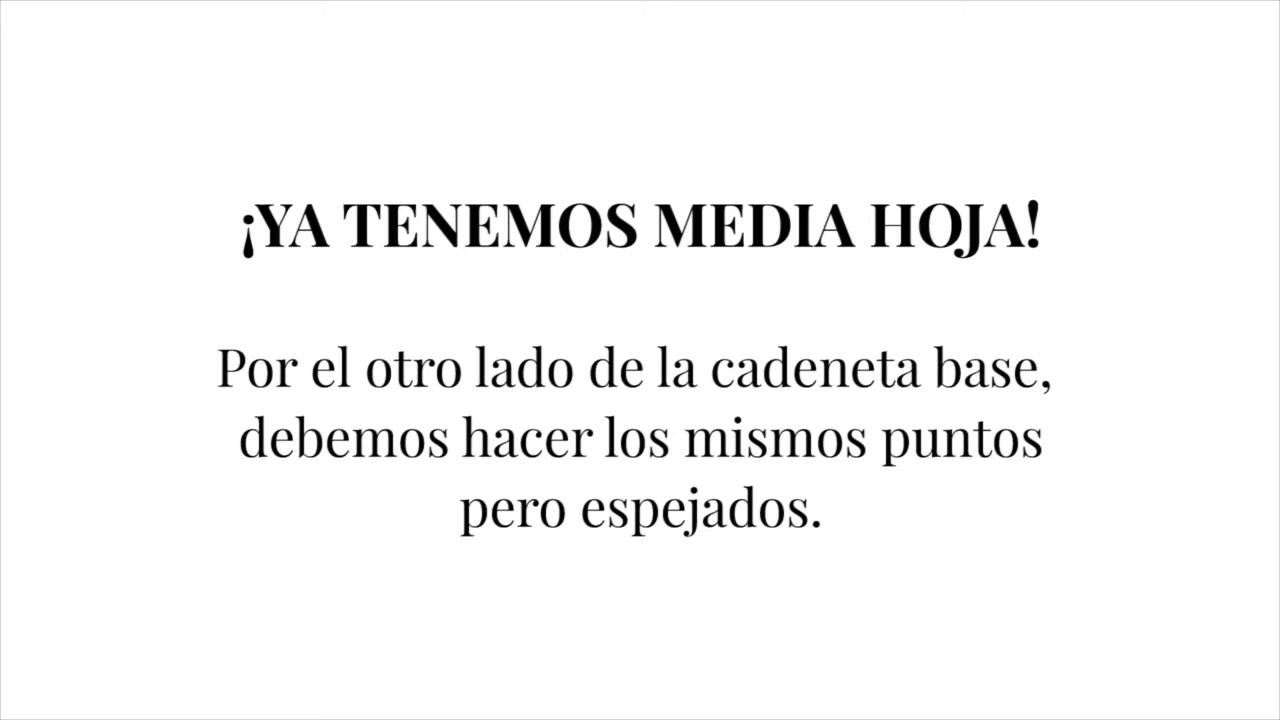 ¡YA TENEMOS MEDIA HOJA!
Por el otro lado de la cadeneta base,
debemos hacer los mismos puntos
pero espejados.